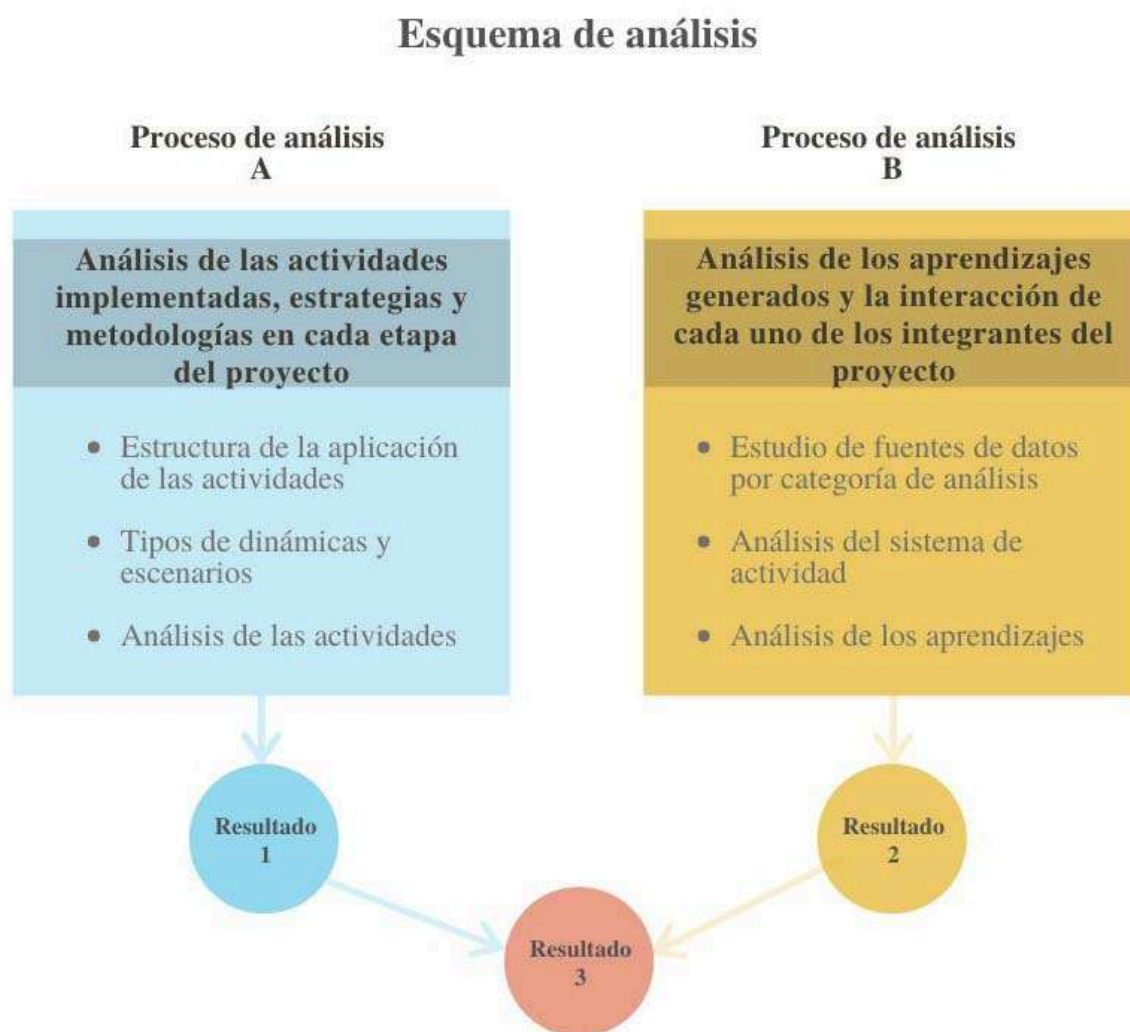 Esquema de análisis
Proceso de análisis
A
Análisis de las actividades
implementadas, estrategias y
metodologías en cada etapa
del proyecto
• Estructura de la aplicación
de las actividades
• Tipos de dinámicas y
escenarios
• Análisis de las actividades
Resultado
1
Proceso de análisis
B
Análisis de los aprendizajes
generados y la interacción de
cada uno de los integrantes del
proyecto
• Estudio de fuentes de datos
por categoría de análisis
• Análisis del sistema de
actividad
• Análisis de los aprendizajes
Resultado
2
Resultado
3